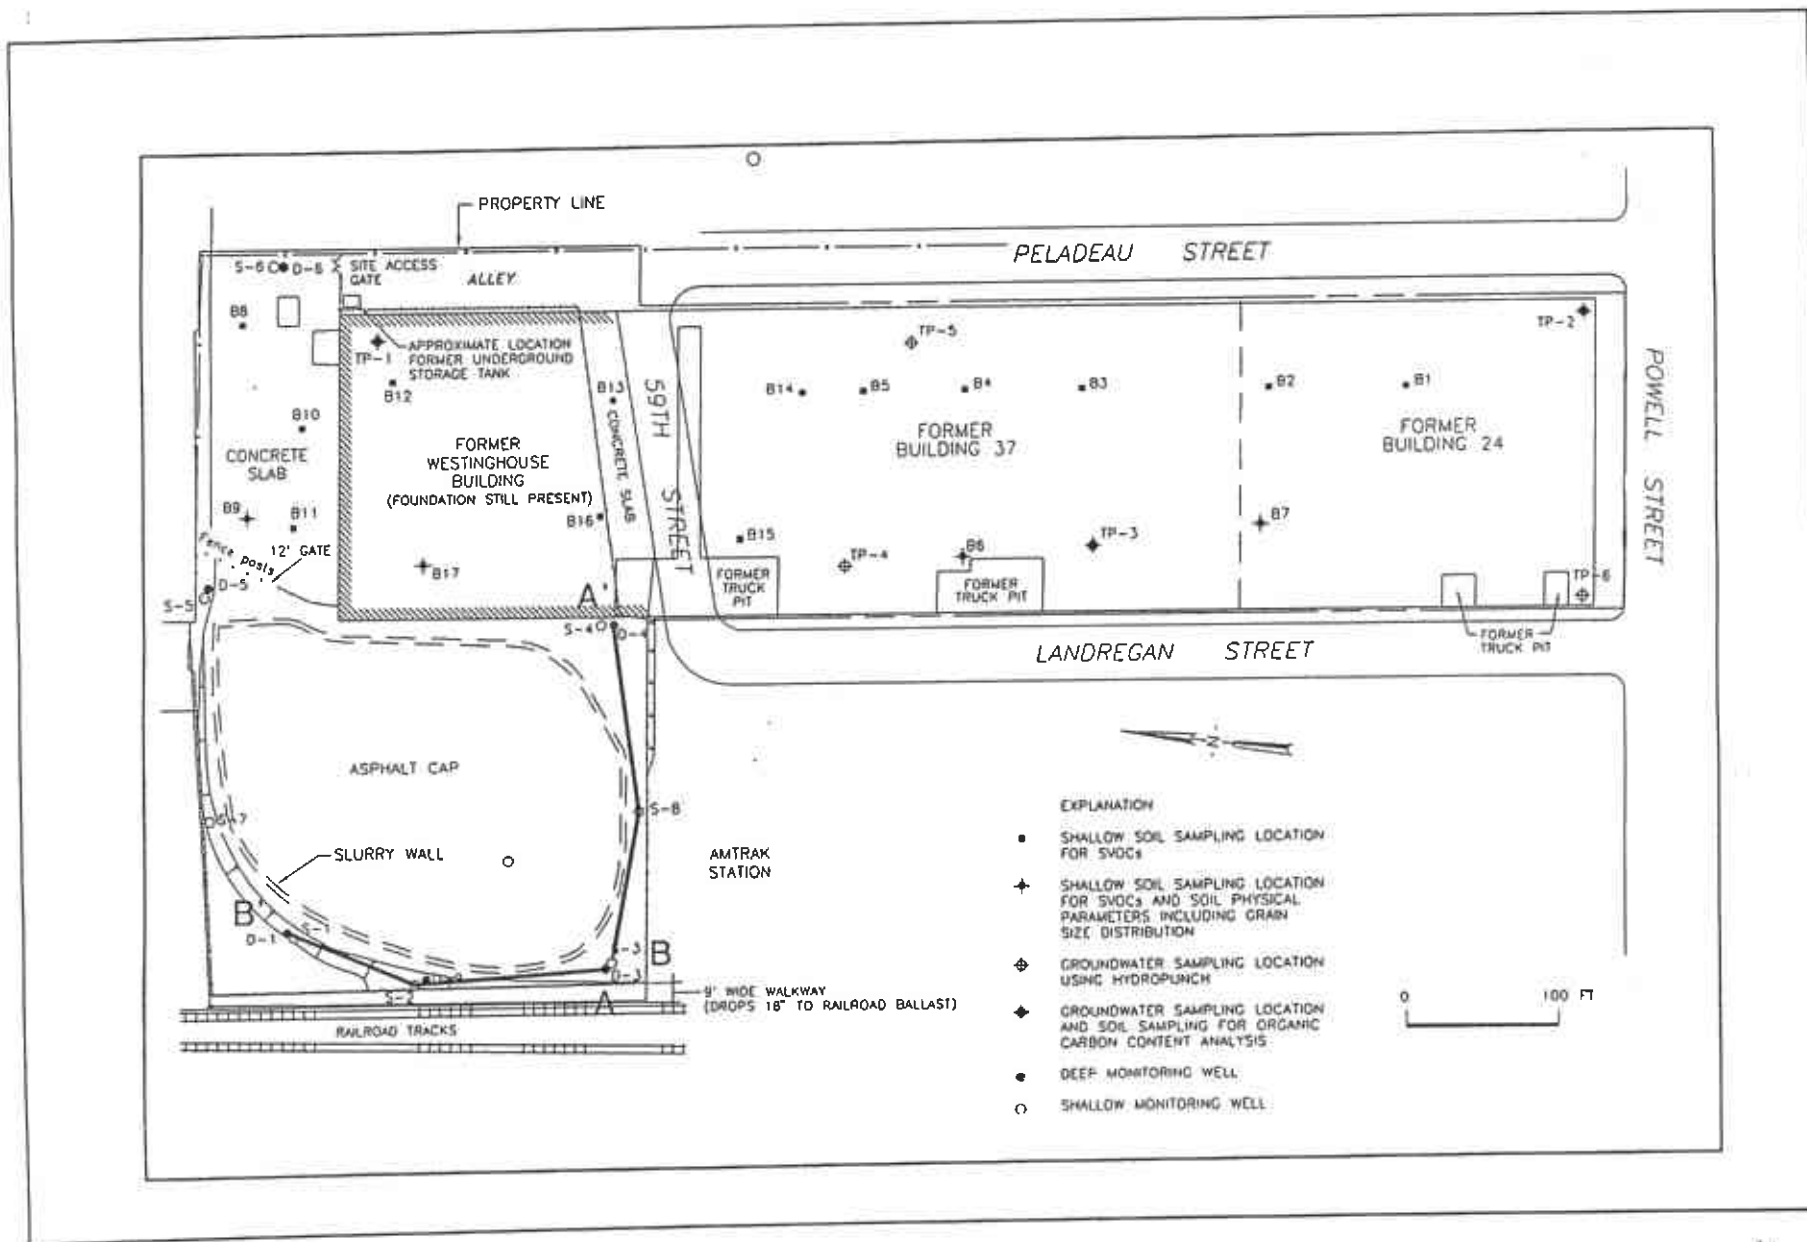 PROPERTY LINE
PELADEAU STREET
S-6 D-6
SITE ACCESS
GATE
ALLEY
B8
TP-1
APPROXIMATE LOCATION
FORMER UNDERGROUND
STORAGE TANK
B12
B13
TP-5
TP-2
B14
B5
B4
B3
B2
B1
B10
CONCRETE
SLAB
FORMER
WESTINGHOUSE
BUILDING
(FOUNDATION STILL PRESENT)
CONCRETE SLAB
59TH STREET
FORMER
BUILDING 37
FORMER
BUILDING 24
POWELL STREET
B9
B11
B16
B15
TP-4
B6
TP-3
B7
Fence posts
12' GATE
B17
FORMER
TRUCK
PIT
FORMER
TRUCK PIT
TP-6
D-5
S-5
A'
S-4
D-4
FORMER
TRUCK PIT
LANDREGAN STREET
ASPHALT CAP
N
S-7
S-8
SLURRY WALL
AMTRAK
STATION
B'
D-1
S-1
S-2
S-3
B
D-3
A
9' WIDE WALKWAY
(DROPS 18" TO RAILROAD BALLAST)
RAILROAD TRACKS
EXPLANATION
SHALLOW SOIL SAMPLING LOCATION
FOR SVOCs
SHALLOW SOIL SAMPLING LOCATION
FOR SVOCs AND SOIL PHYSICAL
PARAMETERS INCLUDING GRAIN
SIZE DISTRIBUTION
GROUNDWATER SAMPLING LOCATION
USING HYDROPUNCH
GROUNDWATER SAMPLING LOCATION
AND SOIL SAMPLING FOR ORGANIC
CARBON CONTENT ANALYSIS
DEEP MONITORING WELL
SHALLOW MONITORING WELL
0 100 FT